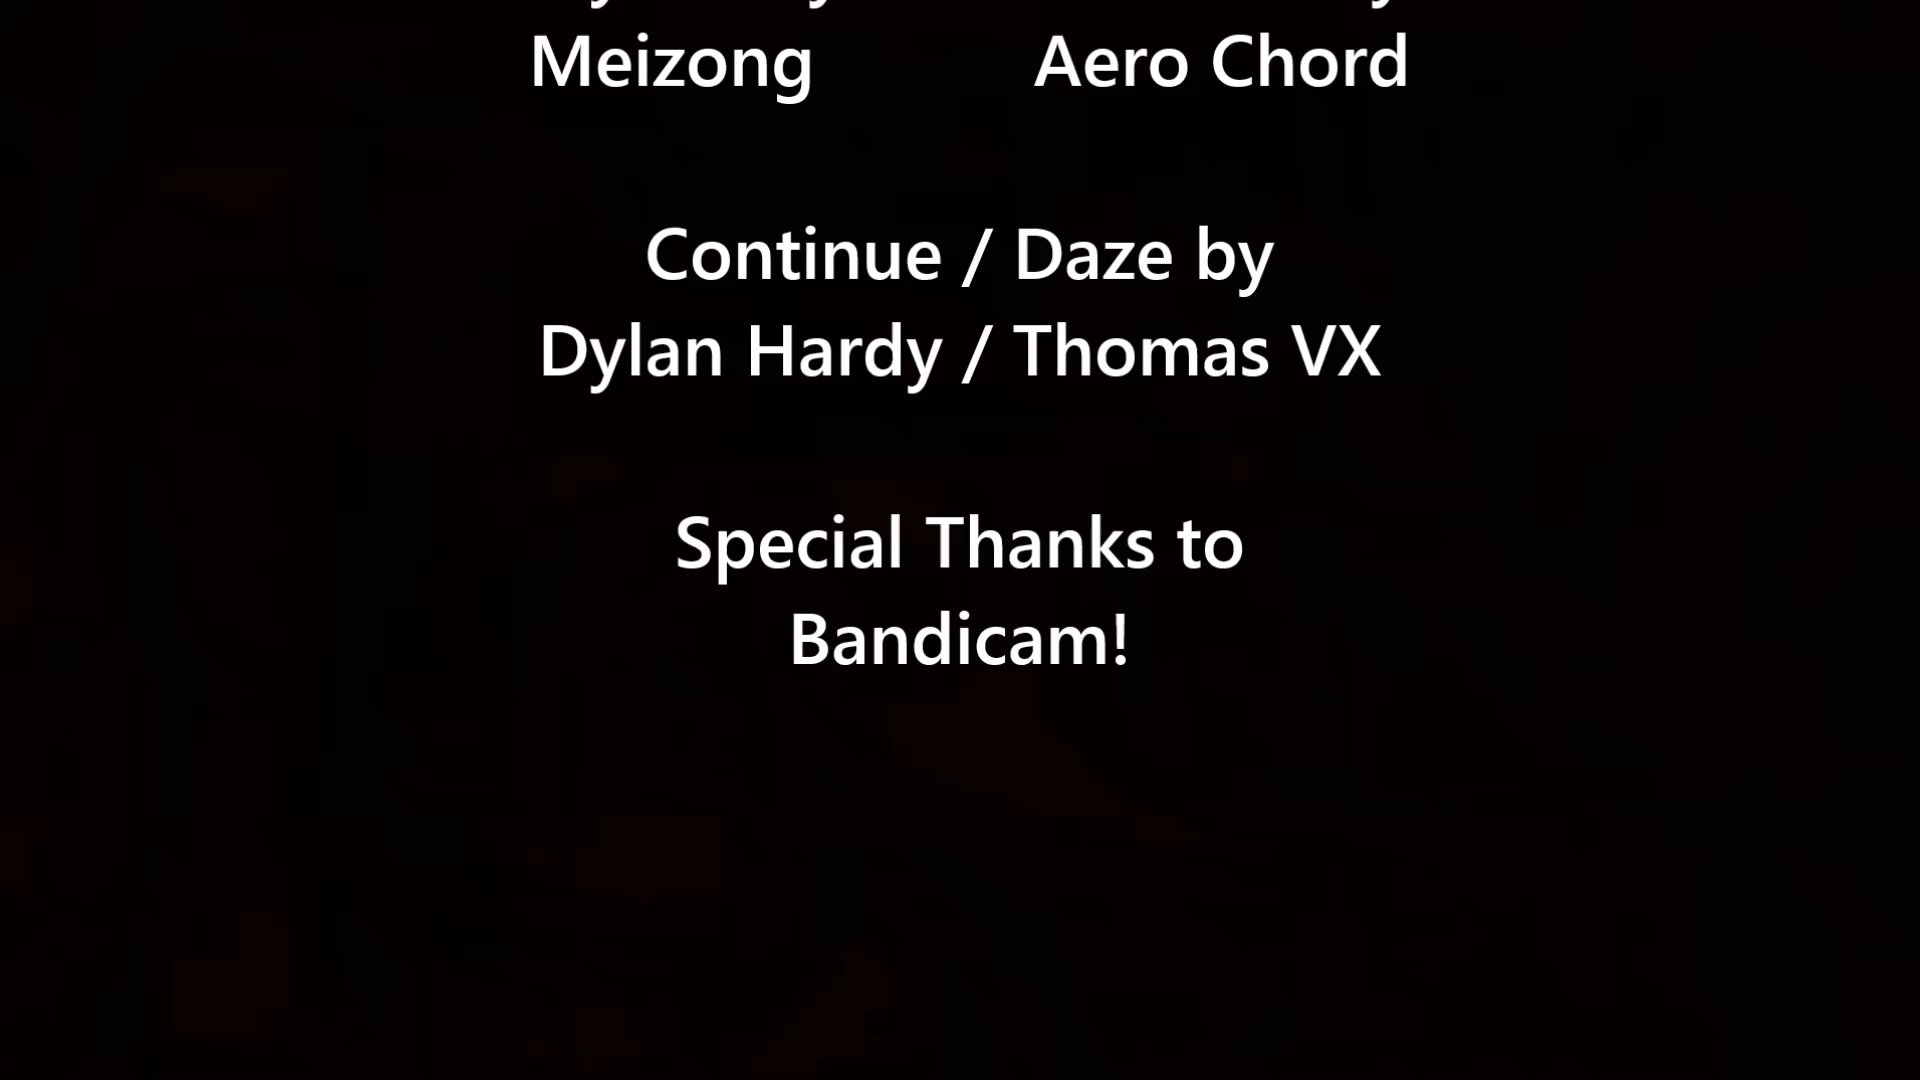 Meizong Aero Chord
Continue / Daze by
Dylan Hardy / Thomas VX
Special Thanks to
Bandicam!